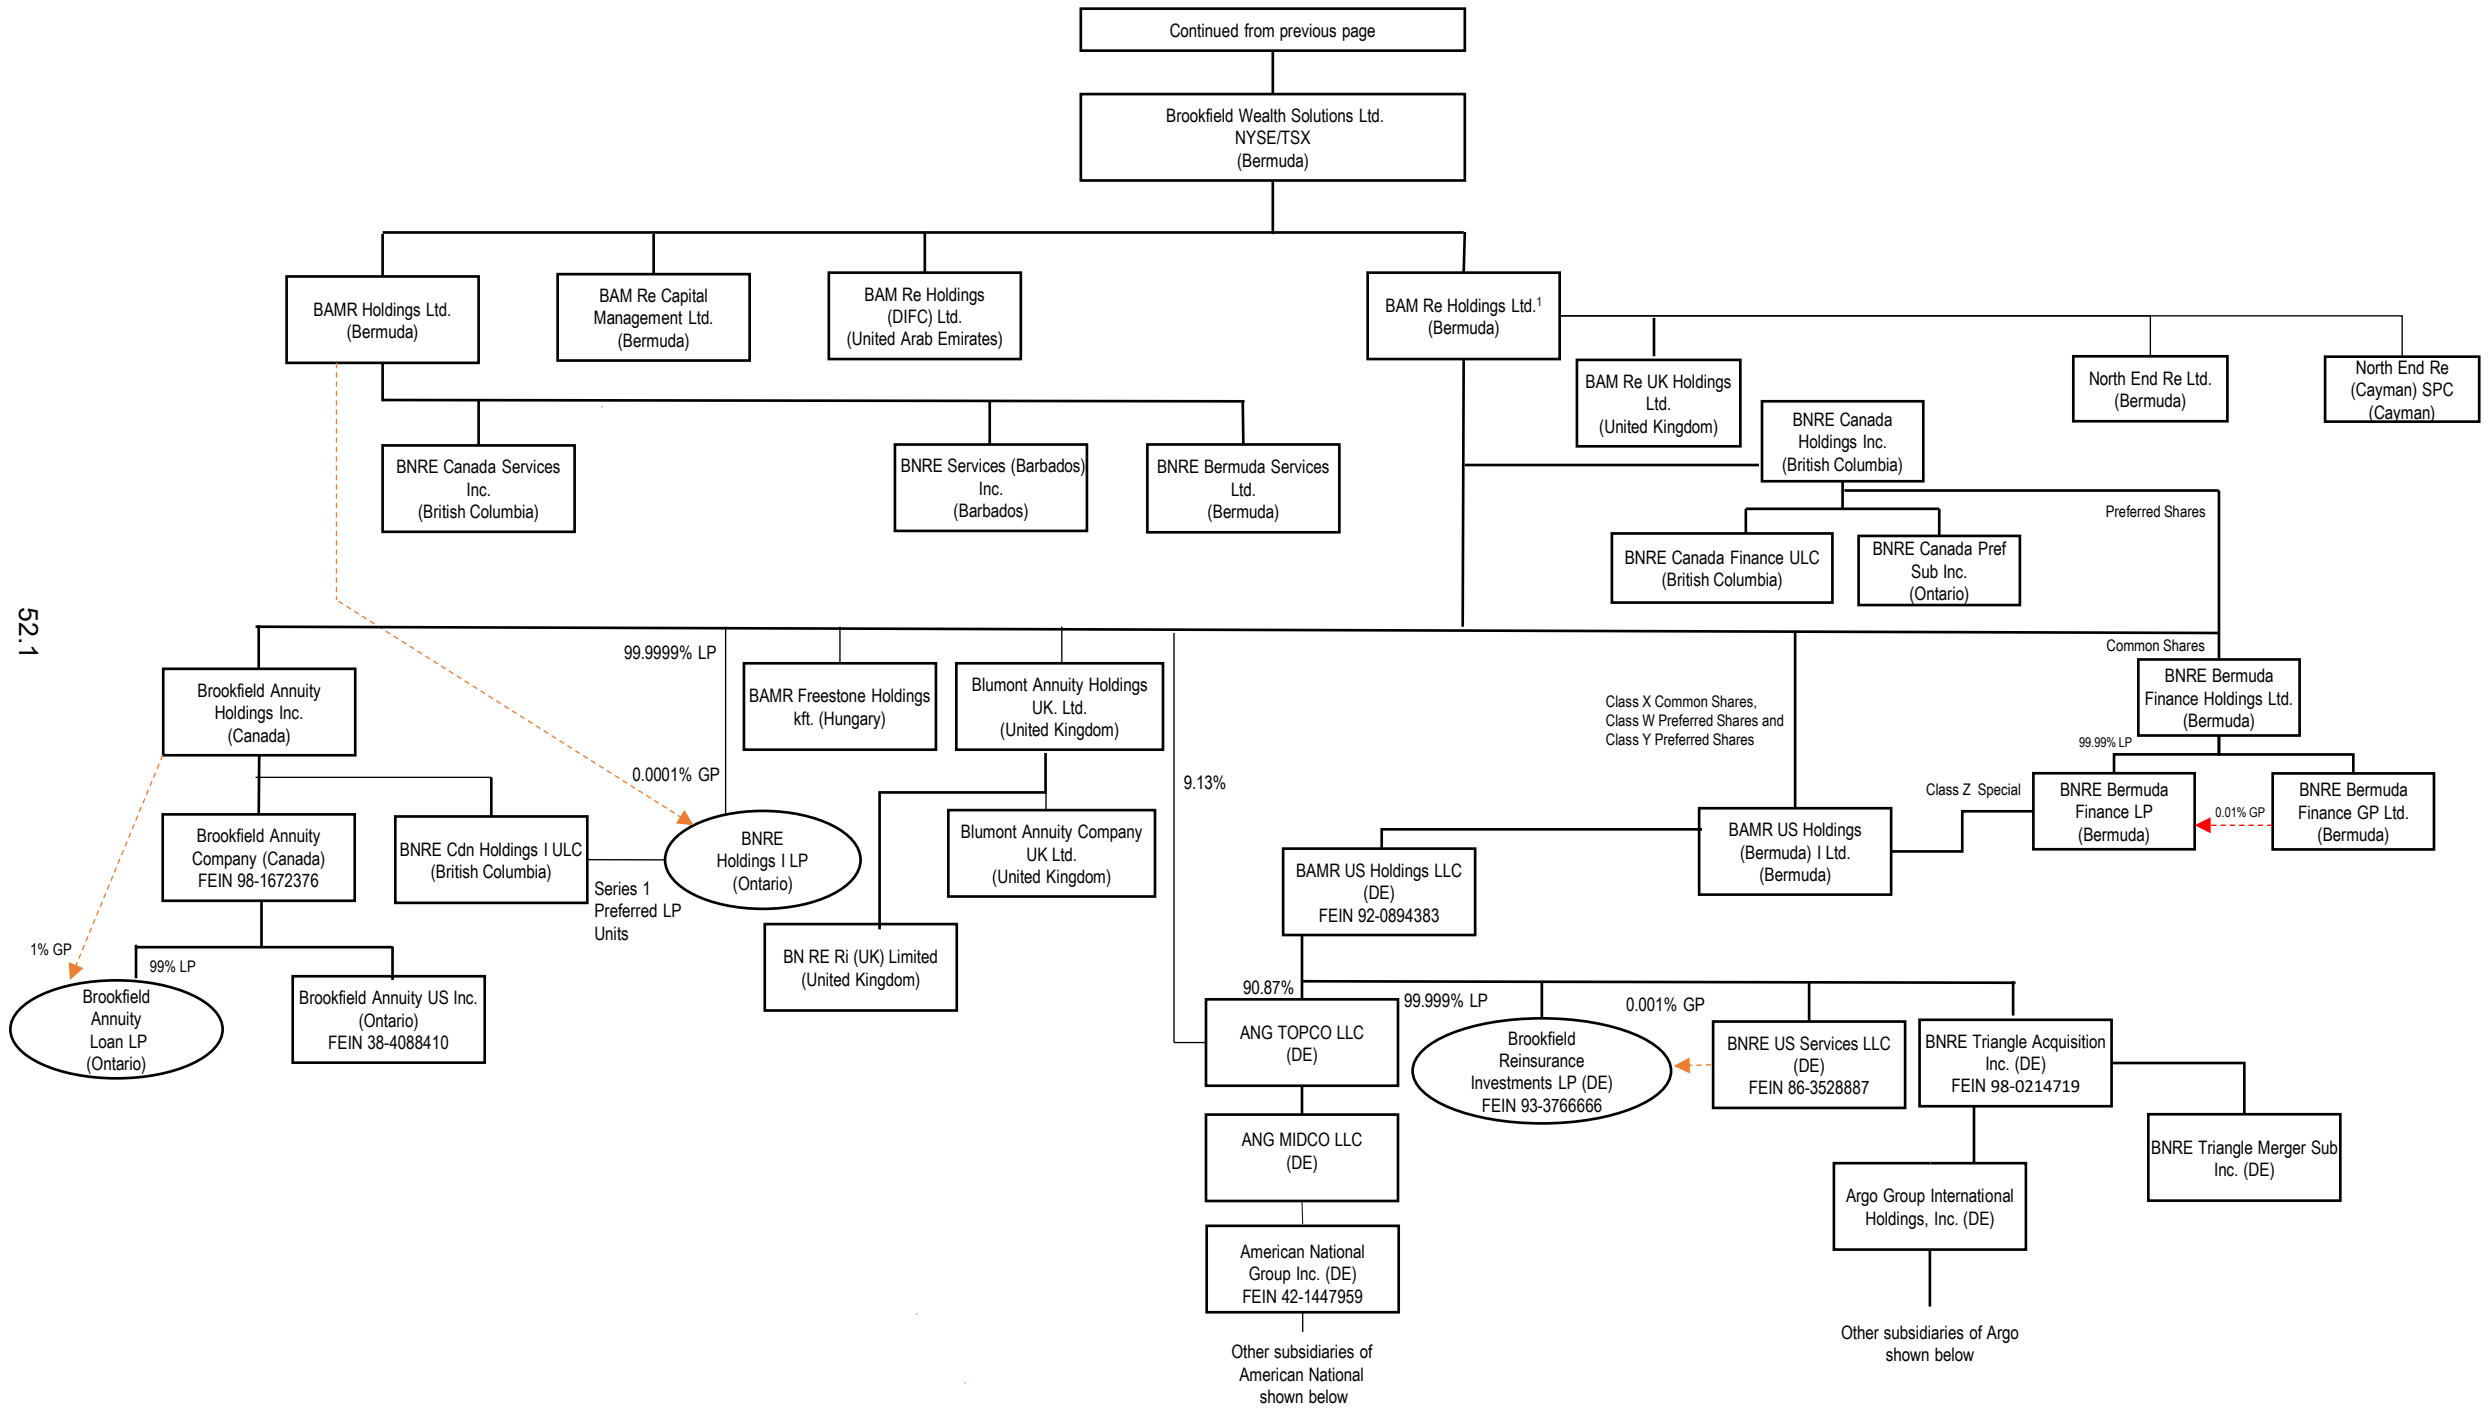 Continued from previous page
Brookfield Wealth Solutions Ltd.
NYSE/TSX
(Bermuda)
BAMR Holdings Ltd.
(Bermuda)
BAM Re Capital
Management Ltd.
(Bermuda)
BAM Re Holdings
(DIFC) Ltd.
(United Arab Emirates)
BAM Re Holdings Ltd.¹
(Bermuda)
BAM Re UK Holdings
Ltd.
(United Kingdom)
North End Re Ltd.
(Bermuda)
North End Re
(Cayman) SPC
(Cayman)
BNRE Canada
Holdings Inc.
(British Columbia)
BNRE Canada Services
Inc.
(British Columbia)
BNRE Services (Barbados)
Inc.
(Barbados)
BNRE Bermuda Services
Ltd.
(Bermuda)
Preferred Shares
BNRE Canada Finance ULC
(British Columbia)
BNRE Canada Pref
Sub Inc.
(Ontario)
52.1
99.9999% LP
Common Shares
Brookfield Annuity
Holdings Inc.
(Canada)
BAMR Freestone Holdings
kft. (Hungary)
Blumont Annuity Holdings
UK. Ltd.
(United Kingdom)
Class X Common Shares,
Class W Preferred Shares and
Class Y Preferred Shares
BNRE Bermuda
Finance Holdings Ltd.
(Bermuda)
99.99% LP
0.0001% GP
9.13%
Class Z Special
BNRE Bermuda
Finance LP
(Bermuda)
0.01% GP
BNRE Bermuda
Finance GP Ltd.
(Bermuda)
Brookfield Annuity
Company (Canada)
FEIN 98-1672376
BNRE Cdn Holdings I ULC
(British Columbia)
Series 1
Preferred LP
Units
BNRE
Holdings I LP
(Ontario)
Blumont Annuity Company
UK Ltd.
(United Kingdom)
BAMR US Holdings
(Bermuda) I Ltd.
(Bermuda)
BAMR US Holdings LLC
(DE)
FEIN 92-0894383
BN RE Ri (UK) Limited
(United Kingdom)
1% GP
99% LP
Brookfield
Annuity
Loan LP
(Ontario)
Brookfield Annuity US Inc.
(Ontario)
FEIN 38-4088410
90.87%
99.999% LP
0.001% GP
ANG TOPCO LLC
(DE)
Brookfield
Reinsurance
Investments LP (DE)
FEIN 93-3766666
BNRE US Services LLC
(DE)
FEIN 86-3528887
BNRE Triangle Acquisition
Inc. (DE)
FEIN 98-0214719
ANG MIDCO LLC
(DE)
BNRE Triangle Merger Sub
Inc. (DE)
Argo Group International
Holdings, Inc. (DE)
American National
Group Inc. (DE)
FEIN 42-1447959
Other subsidiaries of Argo
shown below
Other subsidiaries of
American National
shown below